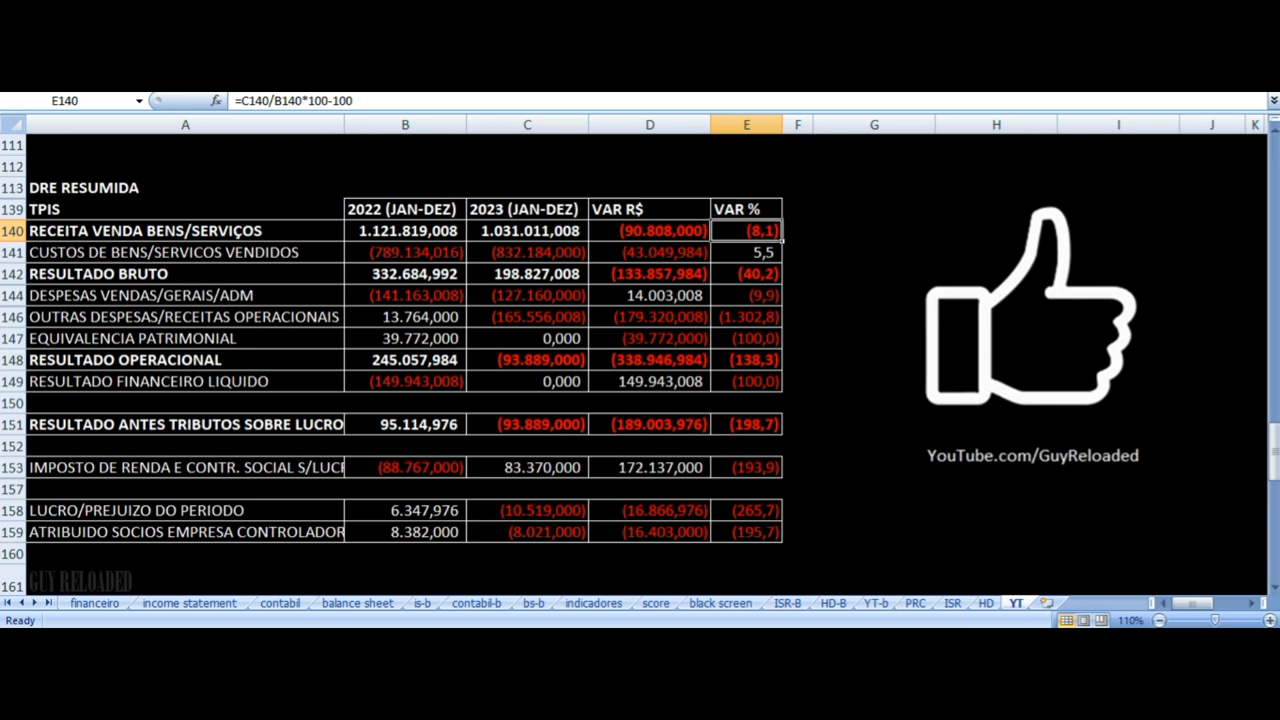 E140 fx =C140/B140*100-100
A B C D E F G H I J K
111
112
113 DRE RESUMIDA
139 TPIS 2022 (JAN-DEZ) 2023 (JAN-DEZ) VAR R$ VAR %
140 RECEITA VENDA BENS/SERVIÇOS 1.121.819,008 1.031.011,008 (90.808,000) (8,1)
141 CUSTOS DE BENS/SERVICOS VENDIDOS (789.134,016) (832.184,000) (43.049,984) 5,5
142 RESULTADO BRUTO 332.684,992 198.827,008 (133.857,984) (40,2)
144 DESPESAS VENDAS/GERAIS/ADM (141.163,008) (127.160,000) 14.003,008 (9,9)
146 OUTRAS DESPESAS/RECEITAS OPERACIONAIS 13.764,000 (165.556,008) (179.320,008) (1.302,8)
147 EQUIVALENCIA PATRIMONIAL 39.772,000 0,000 (39.772,000) (100,0)
148 RESULTADO OPERACIONAL 245.057,984 (93.889,000) (338.946,984) (138,3)
149 RESULTADO FINANCEIRO LIQUIDO (149.943,008) 0,000 149.943,008 (100,0)
150
151 RESULTADO ANTES TRIBUTOS SOBRE LUCRO 95.114,976 (93.889,000) (189.003,976) (198,7)
152
153 IMPOSTO DE RENDA E CONTR. SOCIAL S/LUCR (88.767,000) 83.370,000 172.137,000 (193,9)
157
158 LUCRO/PREJUIZO DO PERIODO 6.347,976 (10.519,000) (16.866,976) (265,7)
159 ATRIBUIDO SOCIOS EMPRESA CONTROLADOR 8.382,000 (8.021,000) (16.403,000) (195,7)
160
161 GUY RELOADED
YouTube.com/GuyReloaded
financeiro income statement contabil balance sheet is-b contabil-b bs-b indicadores score black screen ISR-B HD-B YT-b PRC ISR HD YT
Ready 110%